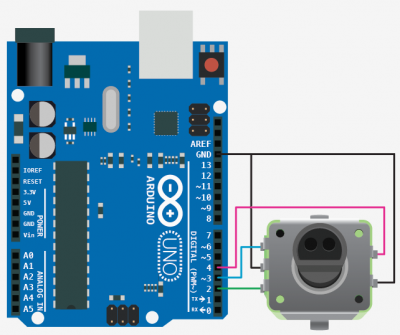 AREF
GND
13
12
~11
~10
~9
8
7
~6
~5
4
~3
2
TX→1
RX←0
DIGITAL (PWM~)
ARDUINO
UNO
IOREF
RESET
3.3V
5V
GND
GND
Vin
POWER
A0
A1
A2
A3
A4
A5
ANALOG IN